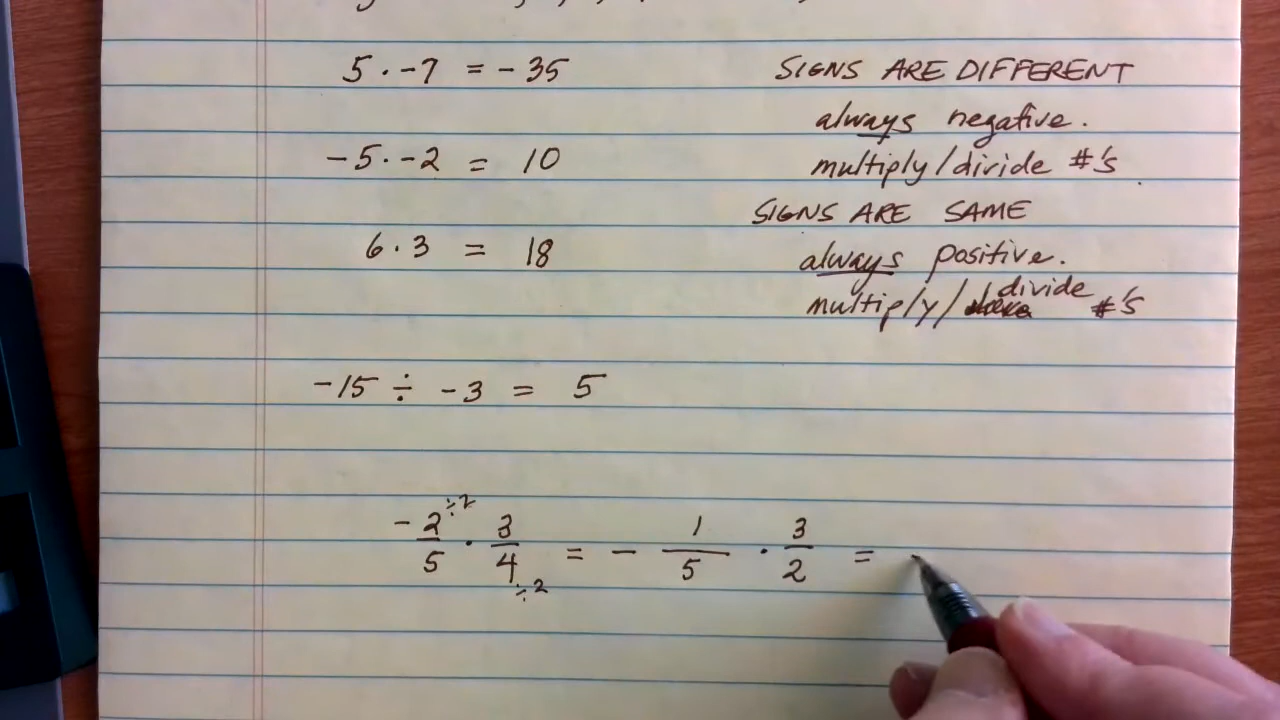 5 · -7 = -35 SIGNS ARE DIFFERENT
always negative.
-5 · -2 = 10 multiply/divide #'s
SIGNS ARE SAME
6 · 3 = 18 always positive.
multiply/divide #'s
-15 ÷ -3 = 5
-2/5 ÷2 · 3/4 ÷2 = - 1/5 · 3/2 =